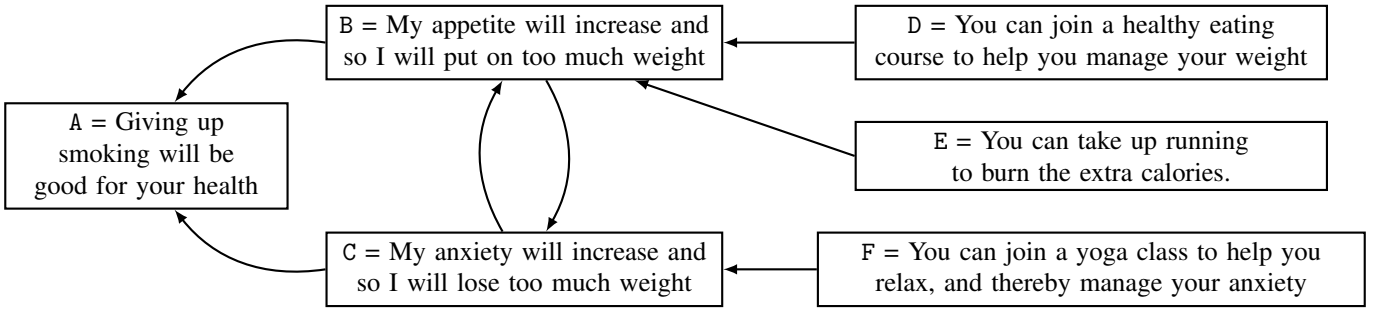 B = My appetite will increase and
so I will put on too much weight
D = You can join a healthy eating
course to help you manage your weight
A = Giving up
smoking will be
good for your health
E = You can take up running
to burn the extra calories.
C = My anxiety will increase and
so I will lose too much weight
F = You can join a yoga class to help you
relax, and thereby manage your anxiety